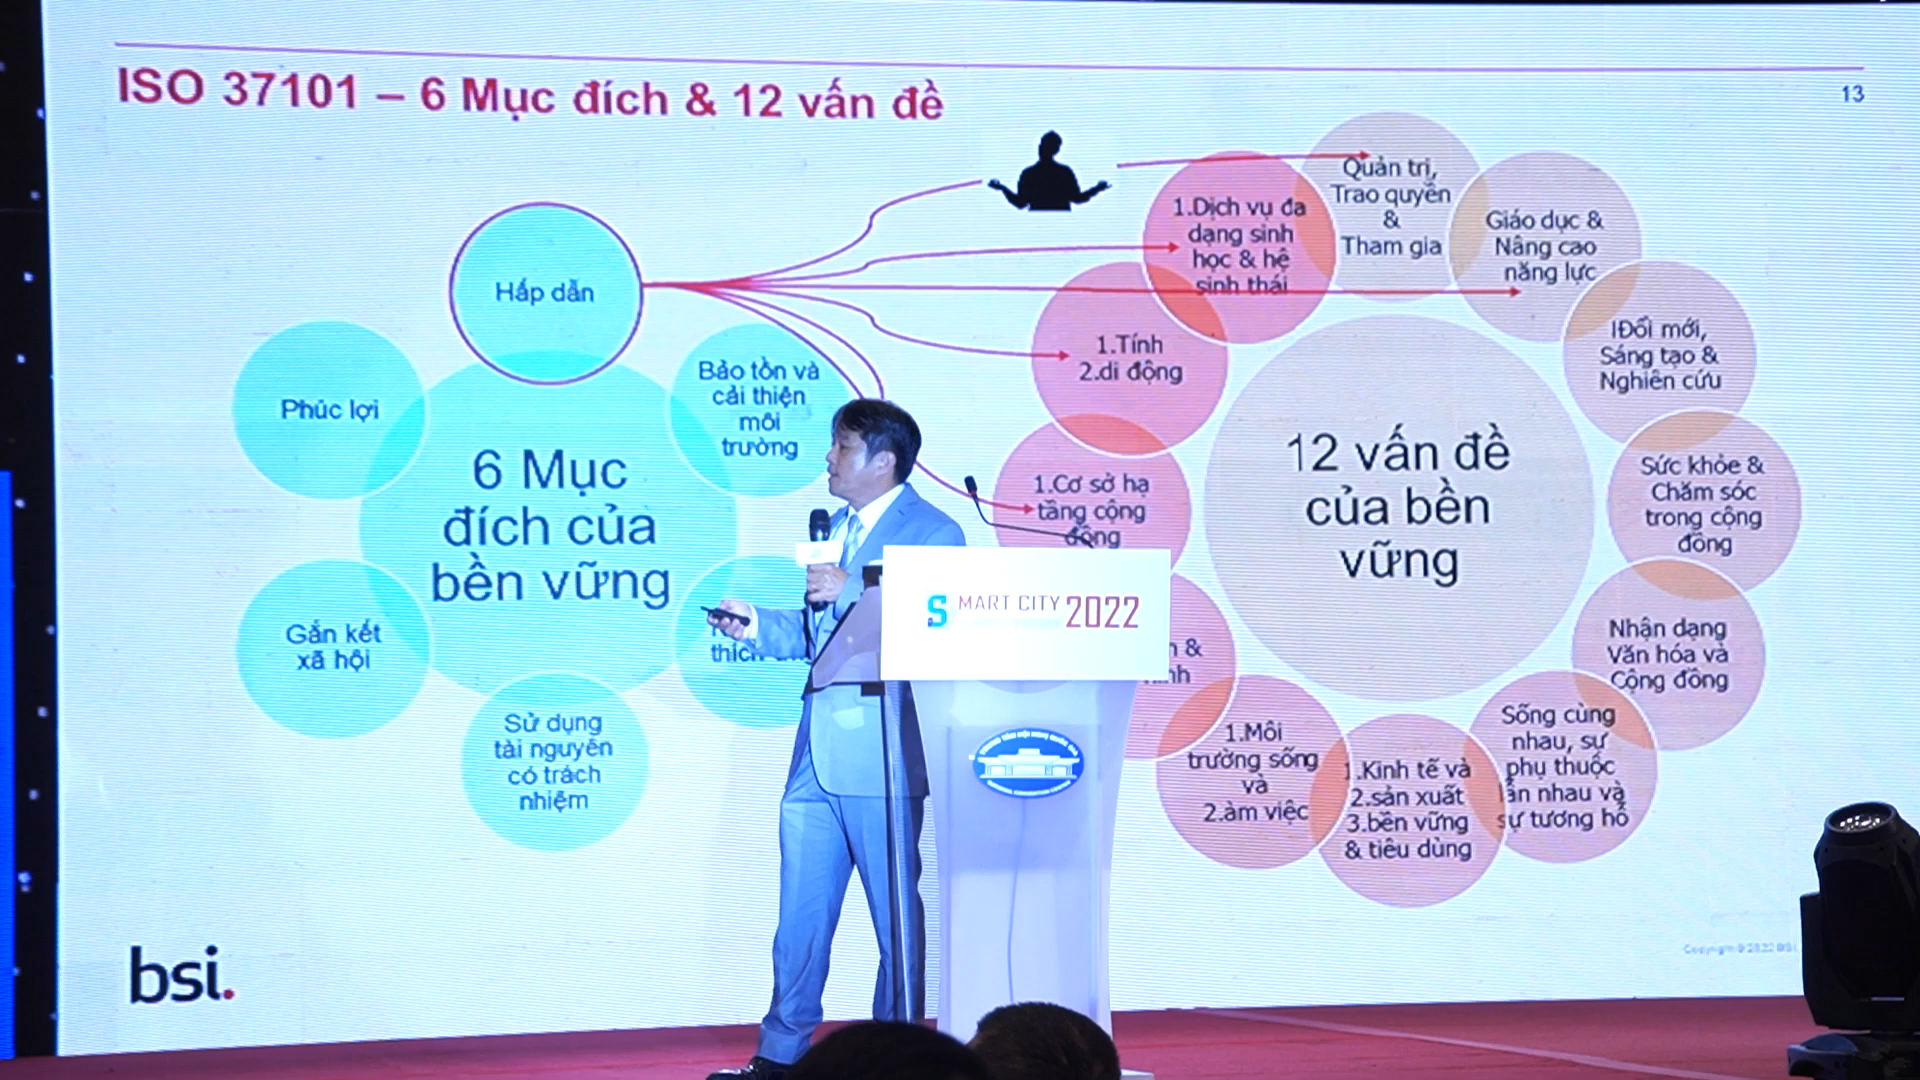 ISO 37101 – 6 Mục đích & 12 vấn đề
13
Hấp dẫn
Phúc lợi
Bảo tồn và
cải thiện
môi
trường
6 Mục
đích của
bền vững
Gắn kết
xã hội
Sử dụng
tài nguyên
có trách
nhiệm
Quản trị,
Trao quyền
&
Tham gia
1.Dịch vụ đa
dạng sinh
học & hệ
sinh thái
Giáo dục &
Nâng cao
năng lực
1.Tính
2.di động
IĐổi mới,
Sáng tạo &
Nghiên cứu
1.Cơ sở hạ
tầng cộng
đồng
12 vấn đề
của bền
vững
Sức khỏe &
Chăm sóc
trong cộng
đồng
&
Nhận dạng
Văn hóa và
Cộng đồng
1.Môi
trường sống
và
2.àm việc
1.Kinh tế và
2.sản xuất
3.bền vững
& tiêu dùng
Sống cùng
nhau, sự
phụ thuộc
lẫn nhau và
sự tương hỗ
SMART CITY 2022
bsi.